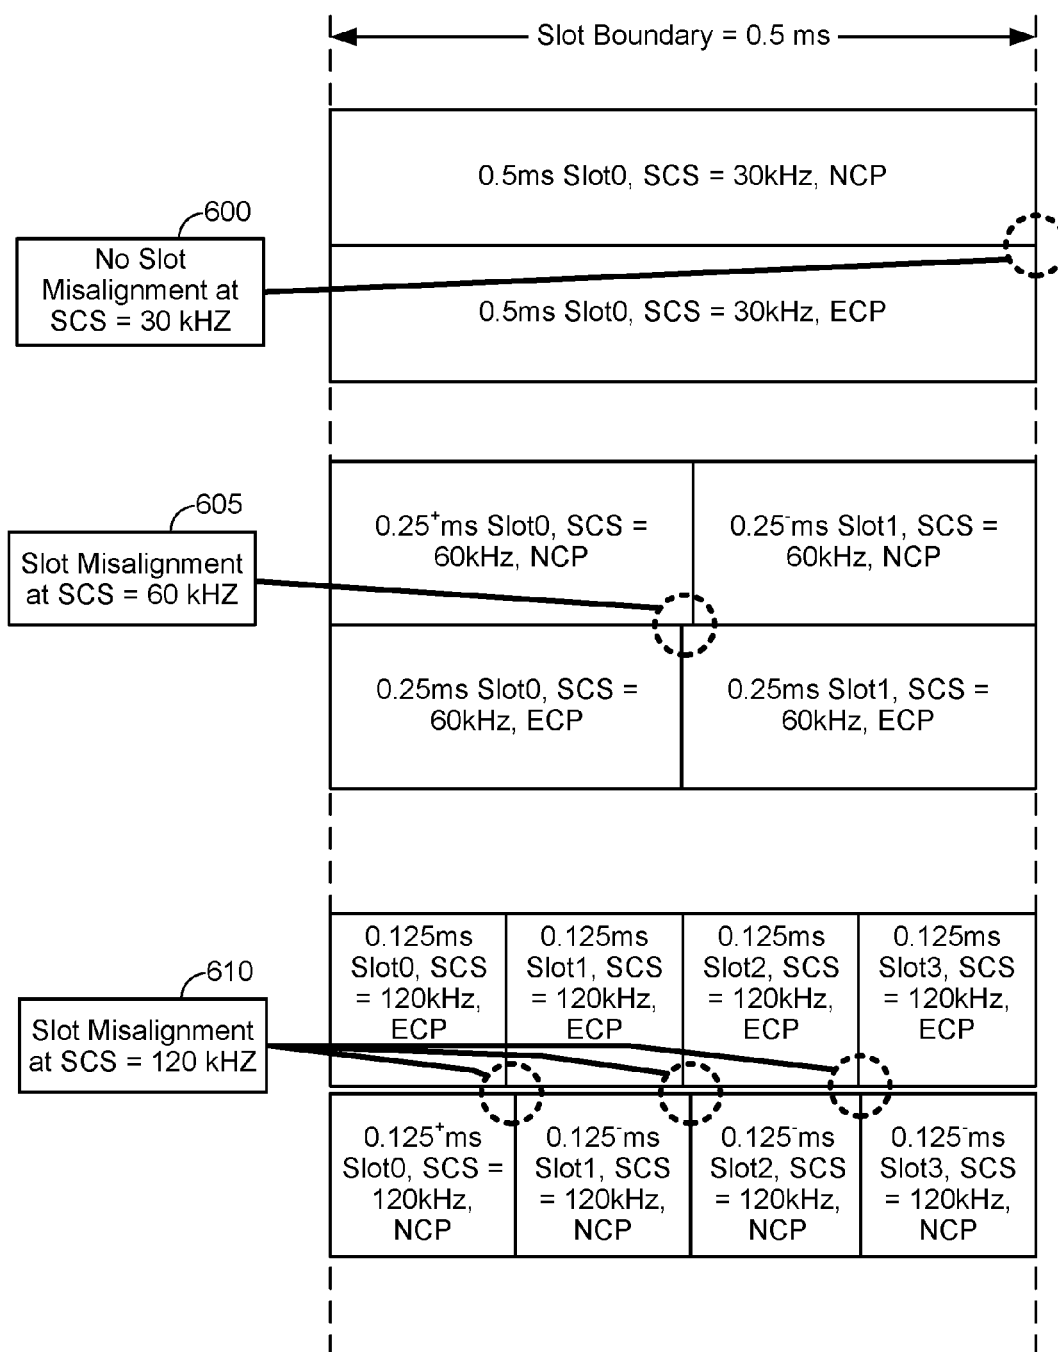 Slot Boundary = 0.5 ms
0.5ms Slot0, SCS = 30kHz, NCP
600
No Slot
Misalignment at
SCS = 30 kHZ
0.5ms Slot0, SCS = 30kHz, ECP
605
Slot Misalignment
at SCS = 60 kHZ
0.25⁺ms Slot0, SCS =
60kHz, NCP
0.25⁻ms Slot1, SCS =
60kHz, NCP
0.25ms Slot0, SCS =
60kHz, ECP
0.25ms Slot1, SCS =
60kHz, ECP
610
Slot Misalignment
at SCS = 120 kHZ
0.125ms
Slot0, SCS
= 120kHz,
ECP
0.125ms
Slot1, SCS
= 120kHz,
ECP
0.125ms
Slot2, SCS
= 120kHz,
ECP
0.125ms
Slot3, SCS
= 120kHz,
ECP
0.125⁺ms
Slot0, SCS =
120kHz,
NCP
0.125⁻ms
Slot1, SCS
= 120kHz,
NCP
0.125⁻ms
Slot2, SCS
= 120kHz,
NCP
0.125⁻ms
Slot3, SCS
= 120kHz,
NCP